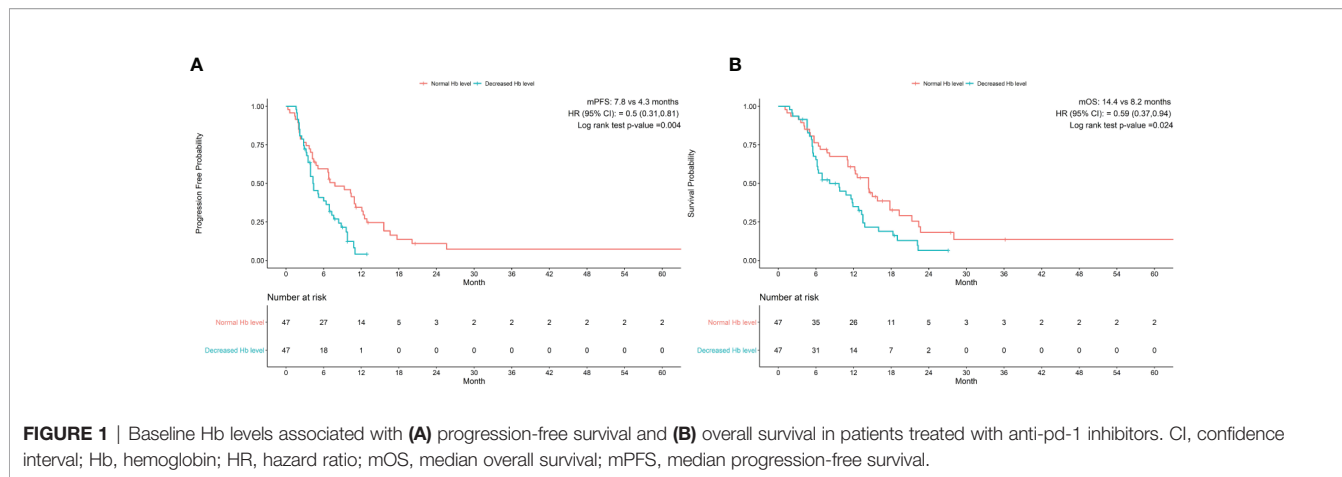 A
Normal Hb level Decreased Hb level
mPFS: 7.8 vs 4.3 months
HR (95% CI): = 0.5 (0.31,0.81)
Log rank test p-value =0.004
Progression Free Probability
1.00
0.75
0.50
0.25
0.00
0 6 12 18 24 30 36 42 48 54 60
Month
Number at risk
Normal Hb level 47 27 14 5 3 2 2 2 2 2 2
Decreased Hb level 47 18 1 0 0 0 0 0 0 0 0
0 6 12 18 24 30 36 42 48 54 60
Month
B
Normal Hb level Decreased Hb level
mOS: 14.4 vs 8.2 months
HR (95% CI): = 0.59 (0.37,0.94)
Log rank test p-value =0.024
Survival Probability
1.00
0.75
0.50
0.25
0.00
0 6 12 18 24 30 36 42 48 54 60
Month
Number at risk
Normal Hb level 47 35 26 11 5 3 3 2 2 2 2
Decreased Hb level 47 31 14 7 2 0 0 0 0 0 0
0 6 12 18 24 30 36 42 48 54 60
Month
FIGURE 1 | Baseline Hb levels associated with (A) progression-free survival and (B) overall survival in patients treated with anti-pd-1 inhibitors. CI, confidence
interval; Hb, hemoglobin; HR, hazard ratio; mOS, median overall survival; mPFS, median progression-free survival.